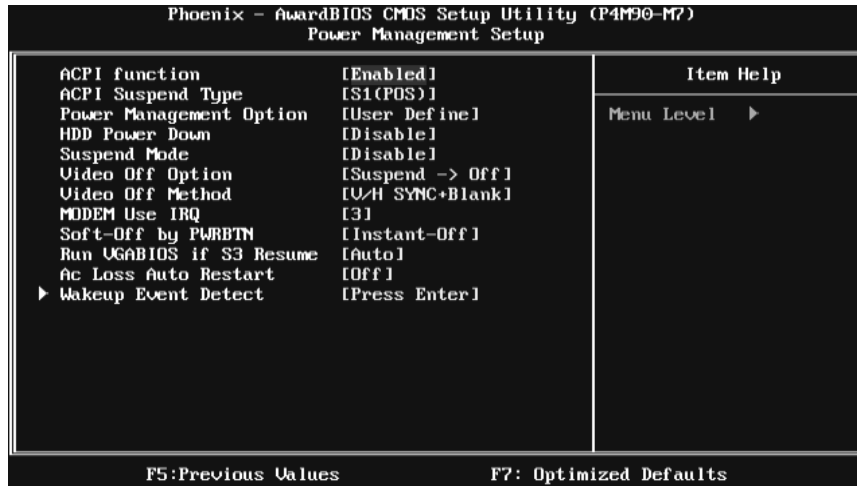 Phoenix - AwardBIOS CMOS Setup Utility (P4M90-M7)
Power Management Setup
ACPI function [Enabled]
ACPI Suspend Type [S1(POS)]
Power Management Option [User Define]
HDD Power Down [Disable]
Suspend Mode [Disable]
Video Off Option [Suspend -> Off]
Video Off Method [V/H SYNC+Blank]
MODEM Use IRQ [3]
Soft-Off by PWRBTN [Instant-Off]
Run VGABIOS if S3 Resume [Auto]
Ac Loss Auto Restart [Off]
Wakeup Event Detect [Press Enter]
Item Help
Menu Level
F5:Previous Values F7: Optimized Defaults